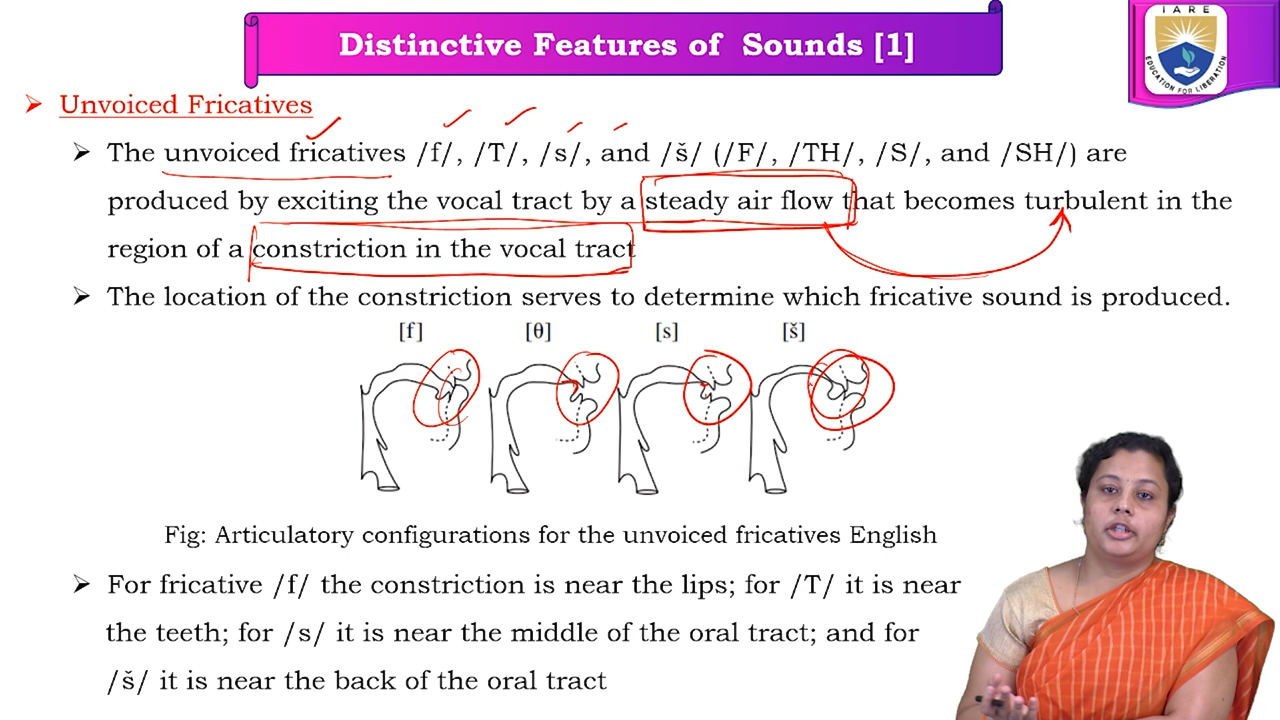 Distinctive Features of Sounds [1]
IARE
EDUCATION FOR LIBERATION
➢ Unvoiced Fricatives
➢ The unvoiced fricatives /f/, /T/, /s/, and /š/ (/F/, /TH/, /S/, and /SH/) are
produced by exciting the vocal tract by a steady air flow that becomes turbulent in the
region of a constriction in the vocal tract
➢ The location of the constriction serves to determine which fricative sound is produced.
[f] [θ] [s] [š]
Fig: Articulatory configurations for the unvoiced fricatives English
➢ For fricative /f/ the constriction is near the lips; for /T/ it is near
the teeth; for /s/ it is near the middle of the oral tract; and for
/š/ it is near the back of the oral tract